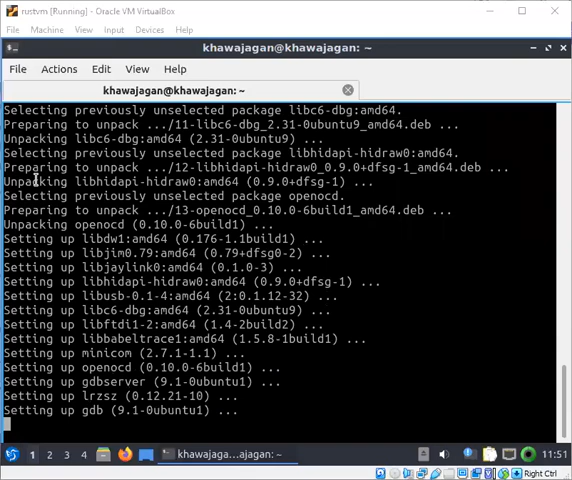 rustvm [Running] - Oracle VM VirtualBox
File Machine View Input Devices Help
khawajagan@khawajagan: ~
File Actions Edit View Help
khawajagan@khawajagan: ~
Selecting previously unselected package libc6-dbg:amd64.
Preparing to unpack .../11-libc6-dbg_2.31-0ubuntu9_amd64.deb ...
Unpacking libc6-dbg:amd64 (2.31-0ubuntu9) ...
Selecting previously unselected package libhidapi-hidraw0:amd64.
Preparing to unpack .../12-libhidapi-hidraw0_0.9.0+dfsg-1_amd64.deb ...
Unpacking libhidapi-hidraw0:amd64 (0.9.0+dfsg-1) ...
Selecting previously unselected package openocd.
Preparing to unpack .../13-openocd_0.10.0-6build1_amd64.deb ...
Unpacking openocd (0.10.0-6build1) ...
Setting up libdw1:amd64 (0.176-1.1build1) ...
Setting up libjim0.79:amd64 (0.79+dfsg0-2) ...
Setting up libjaylink0:amd64 (0.1.0-3) ...
Setting up libhidapi-hidraw0:amd64 (0.9.0+dfsg-1) ...
Setting up libusb-0.1-4:amd64 (2:0.1.12-32) ...
Setting up libc6-dbg:amd64 (2.31-0ubuntu9) ...
Setting up libftdi1-2:amd64 (1.4-2build2) ...
Setting up libbabeltrace1:amd64 (1.5.8-1build1) ...
Setting up minicom (2.7.1-1.1) ...
Setting up openocd (0.10.0-6build1) ...
Setting up gdbserver (9.1-0ubuntu1) ...
Setting up lrzsz (0.12.21-10) ...
Setting up gdb (9.1-0ubuntu1) ...
1 2 3 4 khawajaga...ajagan: ~ 11:51
Right Ctrl